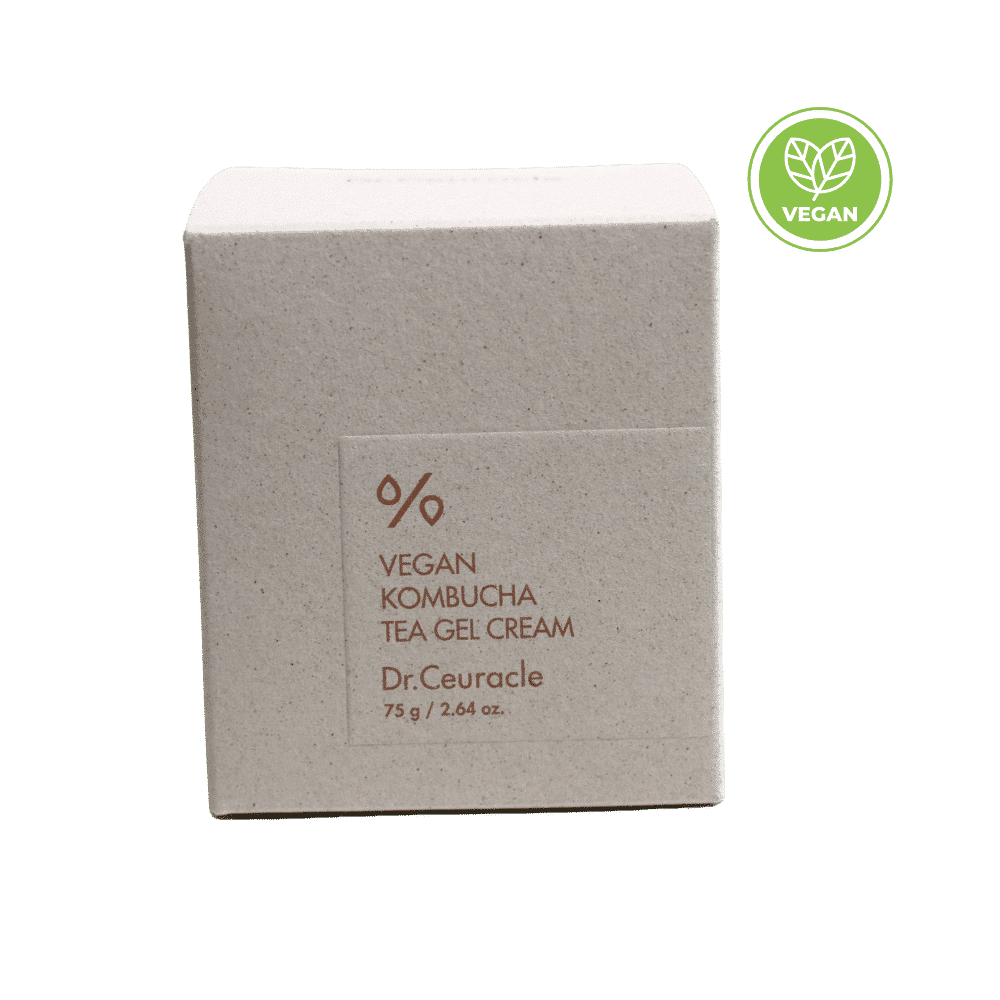 VEGAN
%
VEGAN
KOMBUCHA
TEA GEL CREAM
Dr.Ceuracle
75 g / 2.64 oz.